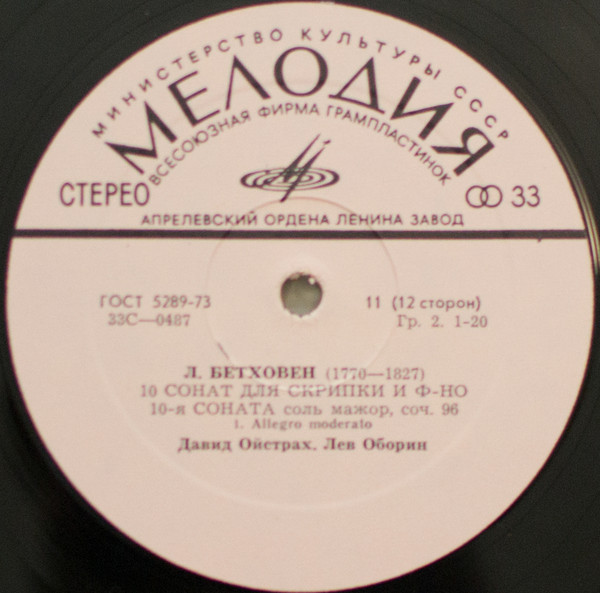 МИНИСТЕРСТВО КУЛЬТУРЫ СССР
МЕЛОДИЯ
ВСЕСОЮЗНАЯ ФИРМА ГРАМПЛАСТИНОК
СТЕРЕО
33
АПРЕЛЕВСКИЙ ОРДЕНА ЛЕНИНА ЗАВОД
ГОСТ 5289-73
11 (12 сторон)
33С—0487
Гр. 2. 1-20
Л. БЕТХОВЕН (1770—1827)
10 СОНАТ ДЛЯ СКРИПКИ И Ф-НО
10-я СОНАТА соль мажор, соч. 96
1. Allegro moderato
Давид Ойстрах, Лев Оборин